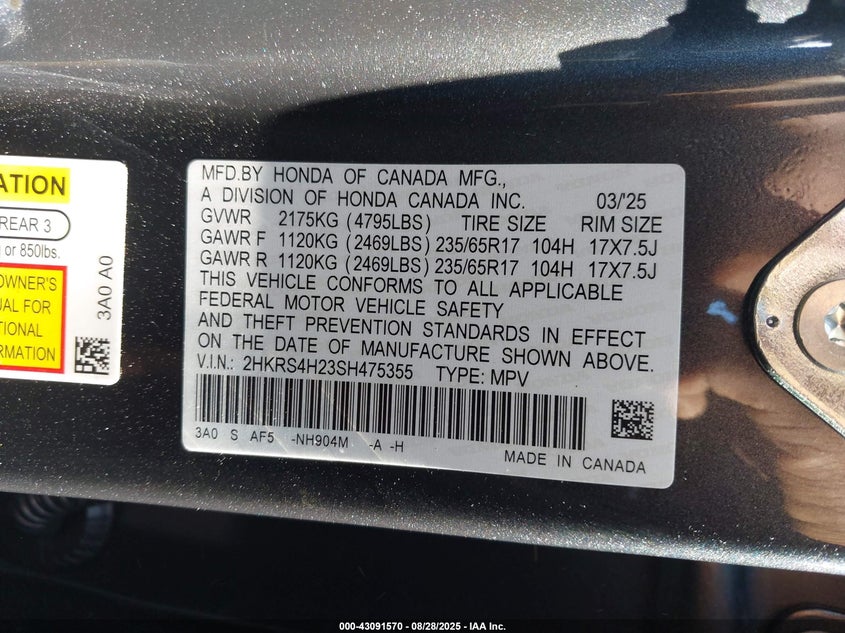 ATION
REAR 3
or 850lbs.
OWNER'S
UAL FOR
TIONAL
ORMATION
3A0 A0
MFD.BY HONDA OF CANADA MFG.,
A DIVISION OF HONDA CANADA INC. 03/'25
GVWR 2175KG (4795LBS) TIRE SIZE RIM SIZE
GAWR F 1120KG (2469LBS) 235/65R17 104H 17X7.5J
GAWR R 1120KG (2469LBS) 235/65R17 104H 17X7.5J
THIS VEHICLE CONFORMS TO ALL APPLICABLE
FEDERAL MOTOR VEHICLE SAFETY
AND THEFT PREVENTION STANDARDS IN EFFECT
ON THE DATE OF MANUFACTURE SHOWN ABOVE.
V.I.N.: 2HKRS4H23SH475355 TYPE: MPV
3A0 S AF5 -NH904M -A -H
MADE IN CANADA
000-43091570 - 08/28/2025 - IAA Inc.